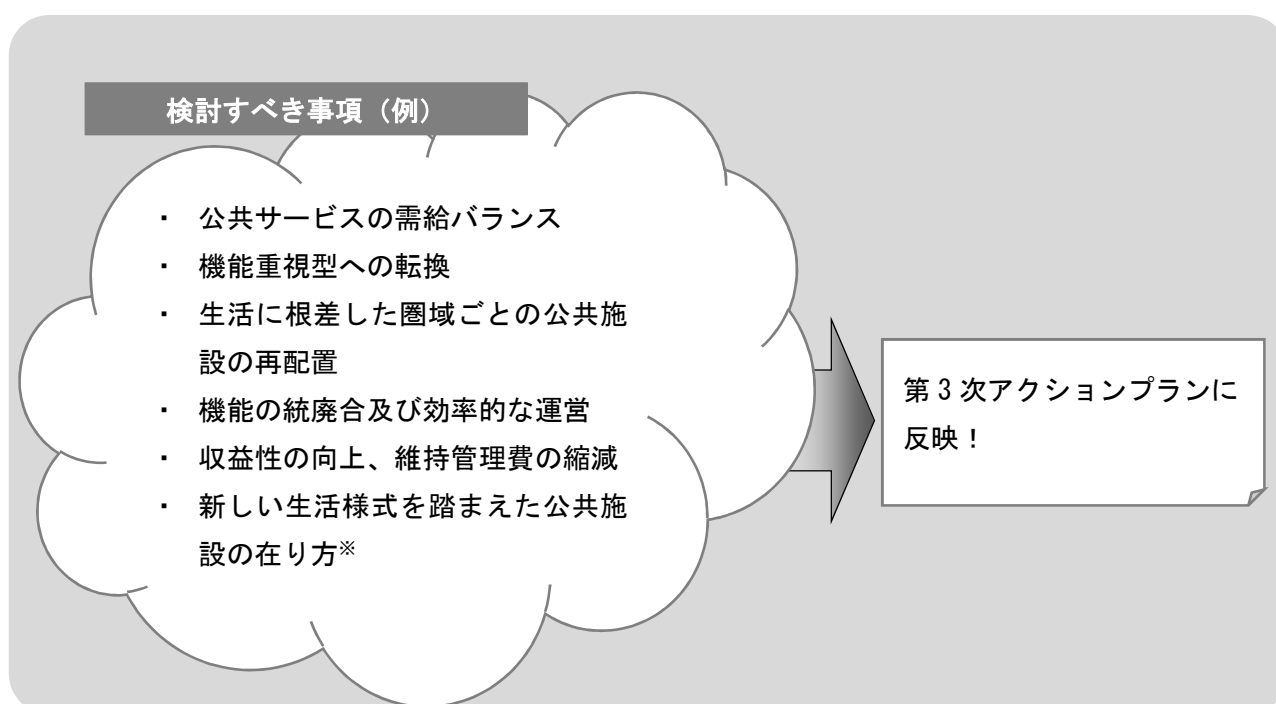 検討すべき事項（例）
・ 公共サービスの需給バランス
・ 機能重視型への転換
・ 生活に根差した圏域ごとの公共施
設の再配置
・ 機能の統廃合及び効率的な運営
・ 収益性の向上、維持管理費の縮減
・ 新しい生活様式を踏まえた公共施
設の在り方※
第３次アクションプランに
反映！